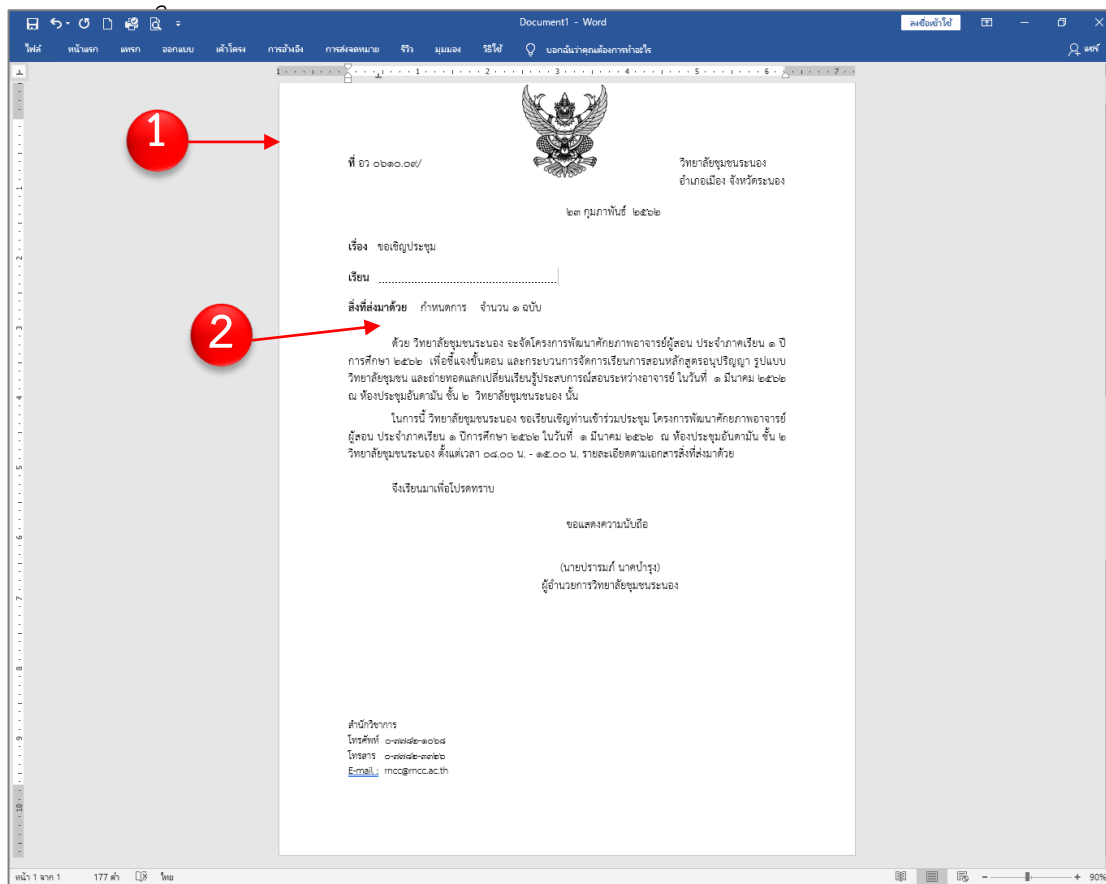 Document1 - Word
ลงชื่อเข้าใช้
ไฟล์ หน้าแรก แทรก ออกแบบ เค้าโครง การอ้างอิง การส่งจดหมาย รีวิว มุมมอง วิธีใช้ บอกฉันว่าคุณต้องการทำอะไร แชร์
1 1 2 3 4 5 6 7
1
ที่ อว ๐๖๑๐.๐๙/
วิทยาลัยชุมชนระนอง
อำเภอเมือง จังหวัดระนอง
๒๓ กุมภาพันธ์ ๒๕๖๒
เรื่อง ขอเชิญประชุม
เรียน ............................................................
สิ่งที่ส่งมาด้วย กำหนดการ จำนวน ๑ ฉบับ
2
ด้วย วิทยาลัยชุมชนระนอง จะจัดโครงการพัฒนาศักยภาพอาจารย์ผู้สอน ประจำภาคเรียน ๑ ปี
การศึกษา ๒๕๖๒ เพื่อชี้แจงขั้นตอน และกระบวนการจัดการเรียนการสอนหลักสูตรอนุปริญญา รูปแบบ
วิทยาลัยชุมชน และถ่ายทอดแลกเปลี่ยนเรียนรู้ประสบการณ์สอนระหว่างอาจารย์ ในวันที่ ๑ มีนาคม ๒๕๖๒
ณ ห้องประชุมอันดามัน ชั้น ๒ วิทยาลัยชุมชนระนอง นั้น
ในการนี้ วิทยาลัยชุมชนระนอง ขอเรียนเชิญท่านเข้าร่วมประชุม โครงการพัฒนาศักยภาพอาจารย์
ผู้สอน ประจำภาคเรียน ๑ ปีการศึกษา ๒๕๖๒ ในวันที่ ๑ มีนาคม ๒๕๖๒ ณ ห้องประชุมอันดามัน ชั้น ๒
วิทยาลัยชุมชนระนอง ตั้งแต่เวลา ๐๘.๐๐ น. - ๑๕.๐๐ น. รายละเอียดตามเอกสารสิ่งที่ส่งมาด้วย
จึงเรียนมาเพื่อโปรดทราบ
ขอแสดงความนับถือ
(นายปรารมภ์ นาคบำรุง)
ผู้อำนวยการวิทยาลัยชุมชนระนอง
สำนักวิชาการ
โทรศัพท์ ๐-๗๗๘๒-๑๐๖๘
โทรสาร ๐-๗๗๘๒-๓๓๒๖
E-mail : rncc@rncc.ac.th
หน้า 1 จาก 1 177 คำ ไทย 90%